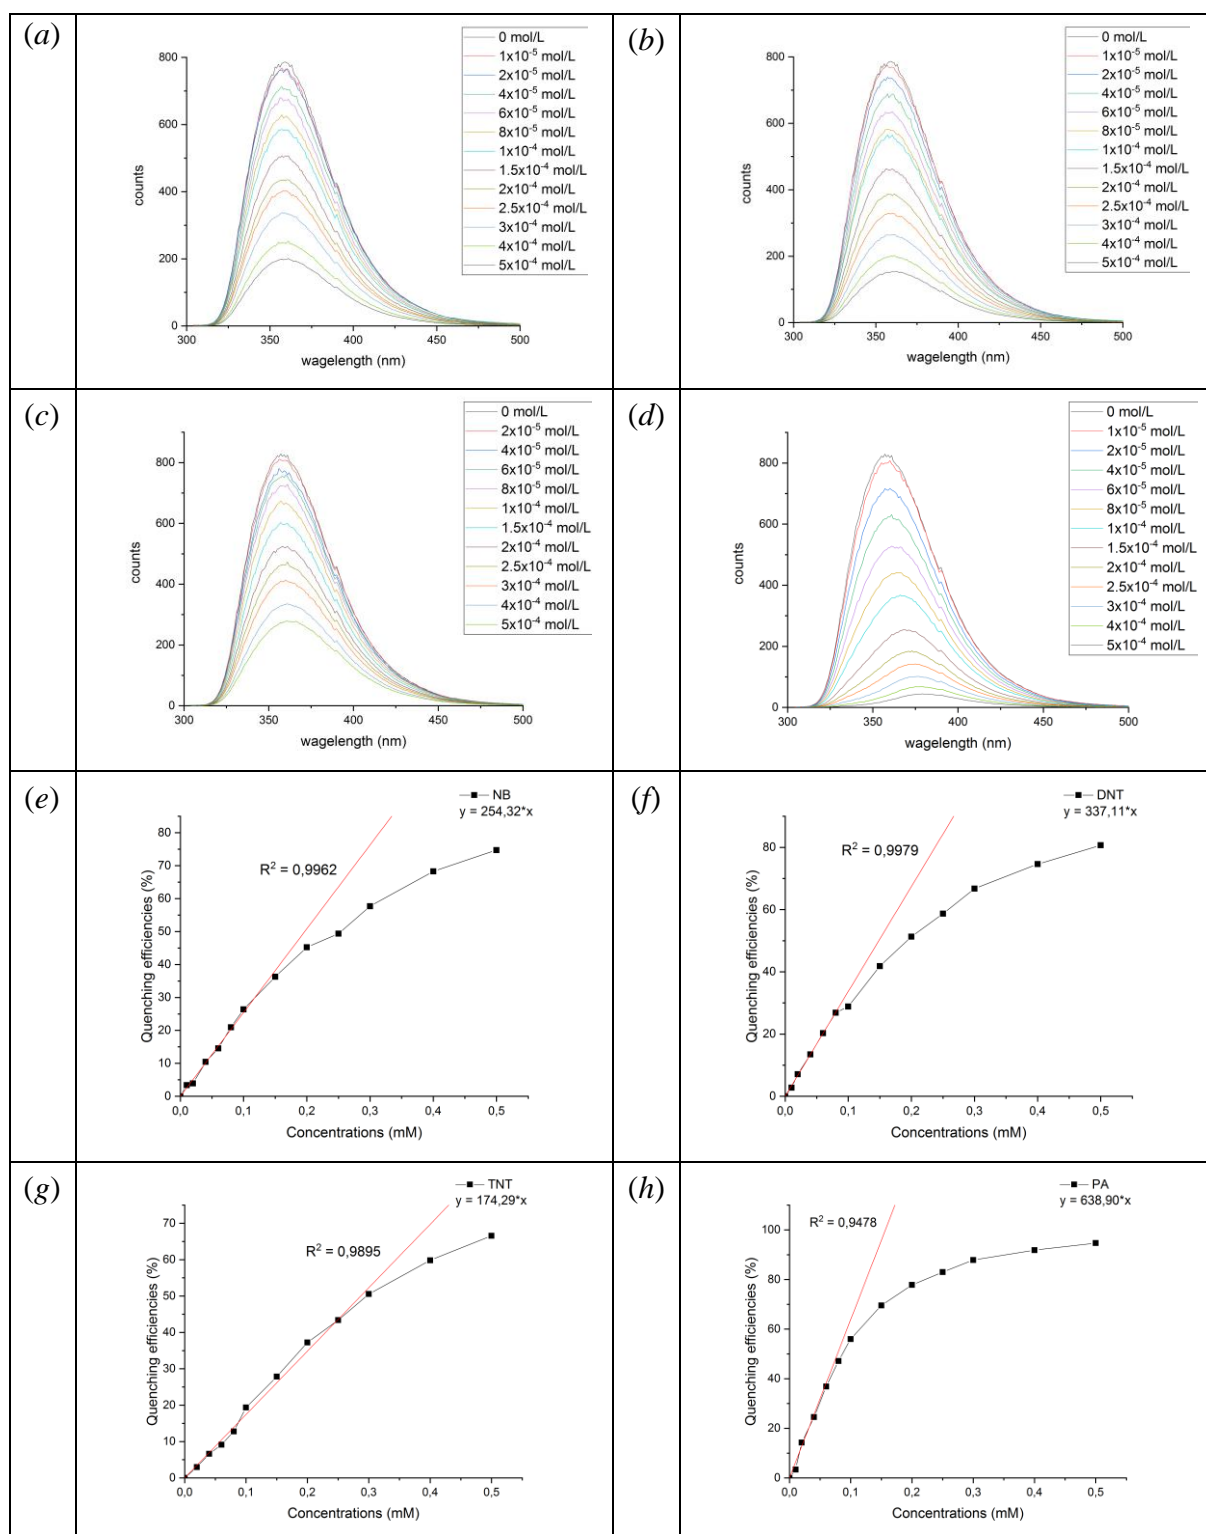 (a)
0 mol/L
1x10⁻⁵ mol/L
2x10⁻⁵ mol/L
4x10⁻⁵ mol/L
6x10⁻⁵ mol/L
8x10⁻⁵ mol/L
1x10⁻⁴ mol/L
1.5x10⁻⁴ mol/L
2x10⁻⁴ mol/L
2.5x10⁻⁴ mol/L
3x10⁻⁴ mol/L
4x10⁻⁴ mol/L
5x10⁻⁴ mol/L
800
600
400
200
0
counts
300 350 400 450 500
wagelength (nm)
(b)
0 mol/L
1x10⁻⁵ mol/L
2x10⁻⁵ mol/L
4x10⁻⁵ mol/L
6x10⁻⁵ mol/L
8x10⁻⁵ mol/L
1x10⁻⁴ mol/L
1.5x10⁻⁴ mol/L
2x10⁻⁴ mol/L
2.5x10⁻⁴ mol/L
3x10⁻⁴ mol/L
4x10⁻⁴ mol/L
5x10⁻⁴ mol/L
800
600
400
200
0
counts
300 350 400 450 500
wagelength (nm)
(c)
0 mol/L
2x10⁻⁵ mol/L
4x10⁻⁵ mol/L
6x10⁻⁵ mol/L
8x10⁻⁵ mol/L
1x10⁻⁴ mol/L
1.5x10⁻⁴ mol/L
2x10⁻⁴ mol/L
2.5x10⁻⁴ mol/L
3x10⁻⁴ mol/L
4x10⁻⁴ mol/L
5x10⁻⁴ mol/L
800
600
400
200
0
counts
300 350 400 450 500
wagelength (nm)
(d)
0 mol/L
1x10⁻⁵ mol/L
2x10⁻⁵ mol/L
4x10⁻⁵ mol/L
6x10⁻⁵ mol/L
8x10⁻⁵ mol/L
1x10⁻⁴ mol/L
1.5x10⁻⁴ mol/L
2x10⁻⁴ mol/L
2.5x10⁻⁴ mol/L
3x10⁻⁴ mol/L
4x10⁻⁴ mol/L
5x10⁻⁴ mol/L
800
600
400
200
0
counts
300 350 400 450 500
wagelength (nm)
(e)
NB
y = 254,32*x
R² = 0,9962
80
70
60
50
40
30
20
10
0
Quenching efficiencies (%)
0,0 0,1 0,2 0,3 0,4 0,5
Concentrations (mM)
(f)
DNT
y = 337,11*x
R² = 0,9979
80
60
40
20
0
Quenching efficiencies (%)
0,0 0,1 0,2 0,3 0,4 0,5
Concentrations (mM)
(g)
TNT
y = 174,29*x
R² = 0,9895
70
60
50
40
30
20
10
0
Quenching efficiencies (%)
0,0 0,1 0,2 0,3 0,4 0,5
Concentrations (mM)
(h)
PA
y = 638,90*x
R² = 0,9478
100
80
60
40
20
0
Quenching efficiencies (%)
0,0 0,1 0,2 0,3 0,4 0,5
Concentrations (mM)